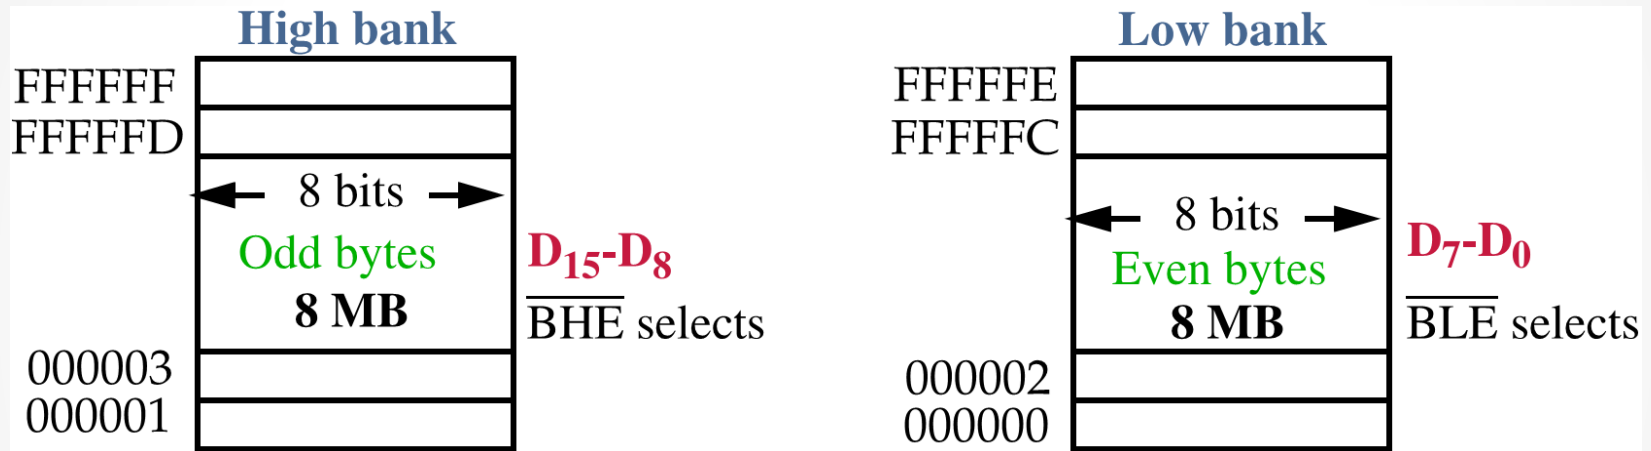 High bank
FFFFFF
FFFFFD
8 bits
Odd bytes
8 MB
D15-D8
BHE selects
000003
000001
Low bank
FFFFFE
FFFFFC
8 bits
Even bytes
8 MB
D7-D0
BLE selects
000002
000000